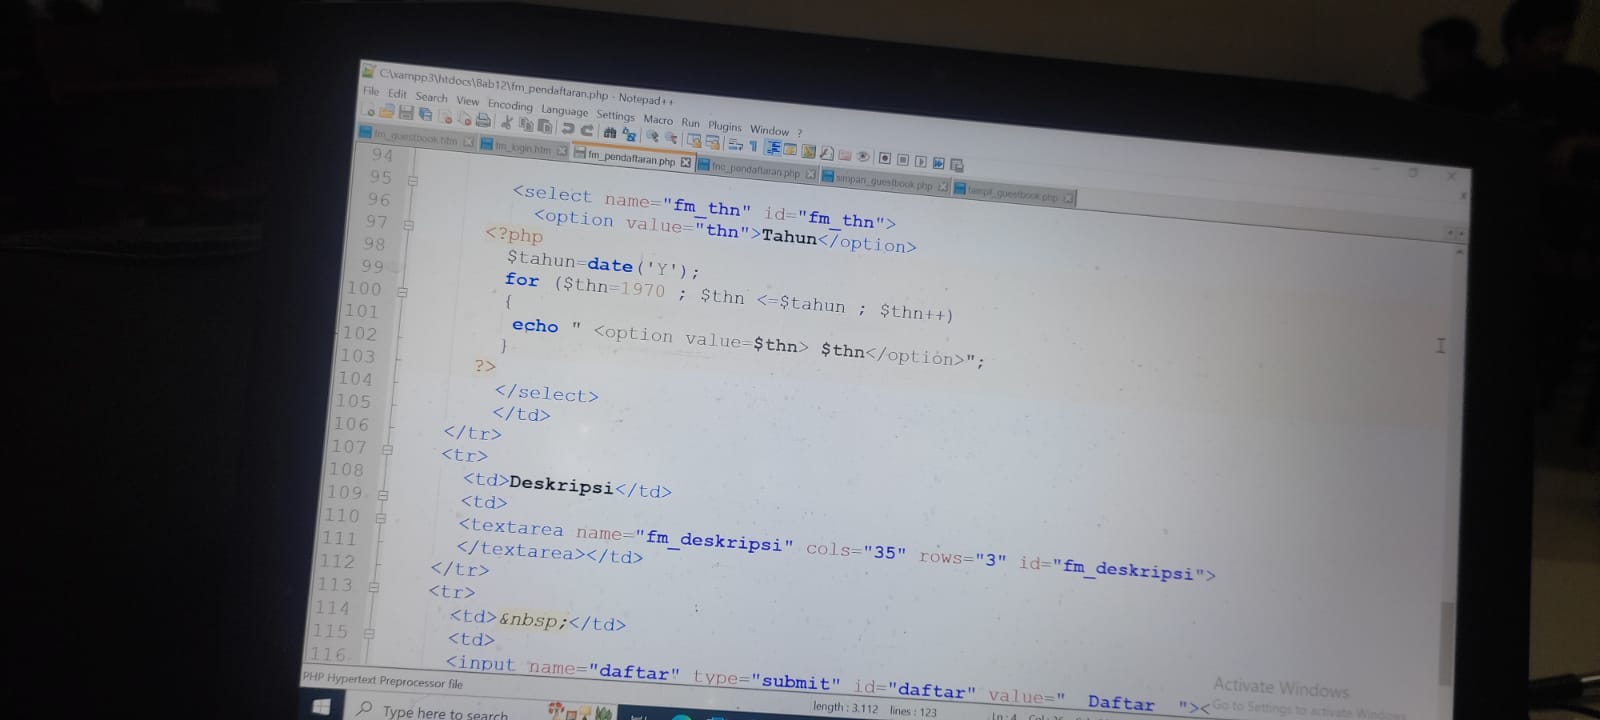 C:\xampp3\htdocs\Bab12\fm_pendaftaran.php - Notepad++
File Edit Search View Encoding Language Settings Macro Run Plugins Window ?
fm_guestbook.htm fm_login.htm fm_pendaftaran.php fnc_pendaftaran.php simpan_guestbook.php tampil_guestbook.php
94
95 <select name="fm_thn" id="fm_thn">
96 <option value="thn">Tahun</option>
97 <?php
98 $tahun=date('Y');
99 for ($thn=1970 ; $thn <=$tahun ; $thn++)
100 {
101 echo " <option value=$thn> $thn</option>";
102 }
103 ?>
104 </select>
105 </td>
106 </tr>
107 <tr>
108 <td>Deskripsi</td>
109 <td>
110 <textarea name="fm_deskripsi" cols="35" rows="3" id="fm_deskripsi">
111 </textarea></td>
112 </tr>
113 <tr>
114 <td>&nbsp;</td>
115 <td>
116 <input name="daftar" type="submit" id="daftar" value=" Daftar "><
Activate Windows
Go to Settings to activate Windows.
PHP Hypertext Preprocessor file length : 3.112 lines : 123
Type here to search